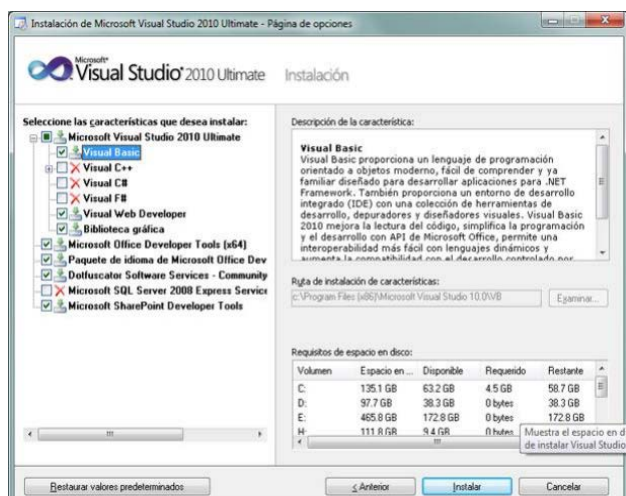 Instalación de Microsoft Visual Studio 2010 Ultimate - Página de opciones
Microsoft
Visual Studio 2010 Ultimate Instalación
Seleccione las características que desea instalar:
Microsoft Visual Studio 2010 Ultimate
Visual Basic
Visual C++
Visual C#
Visual F#
Visual Web Developer
Biblioteca gráfica
Microsoft Office Developer Tools (x64)
Paquete de idioma de Microsoft Office Dev
Dotfuscator Software Services - Community
Microsoft SQL Server 2008 Express Service
Microsoft SharePoint Developer Tools
Descripción de la característica:
Visual Basic
Visual Basic proporciona un lenguaje de programación
orientado a objetos moderno, fácil de comprender y ya
familiar diseñado para desarrollar aplicaciones para .NET
Framework. También proporciona un entorno de desarrollo
integrado (IDE) con una colección de herramientas de
desarrollo, depuradores y diseñadores visuales. Visual Basic
2010 mejora la lectura del código, simplifica la programación
y el desarrollo con API de Microsoft Office, permite una
interoperabilidad más fácil con lenguajes dinámicos y
aumenta la compatibilidad con el desarrollo controlado por
Ruta de instalación de características:
c:\Program Files (x86)\Microsoft Visual Studio 10.0\VB
Examinar...
Requisitos de espacio en disco:
Volumen Espacio en ... Disponible Requerido Restante
C: 135.1 GB 63.2 GB 4.5 GB 58.7 GB
D: 97.7 GB 38.3 GB 0 bytes 38.3 GB
E: 465.8 GB 172.8 GB 0 bytes 172.8 GB
H: 111.8 GB 9.4 GB 0 bytes
Muestra el espacio en d
de instalar Visual Studio
Restaurar valores predeterminados
< Anterior
Instalar
Cancelar